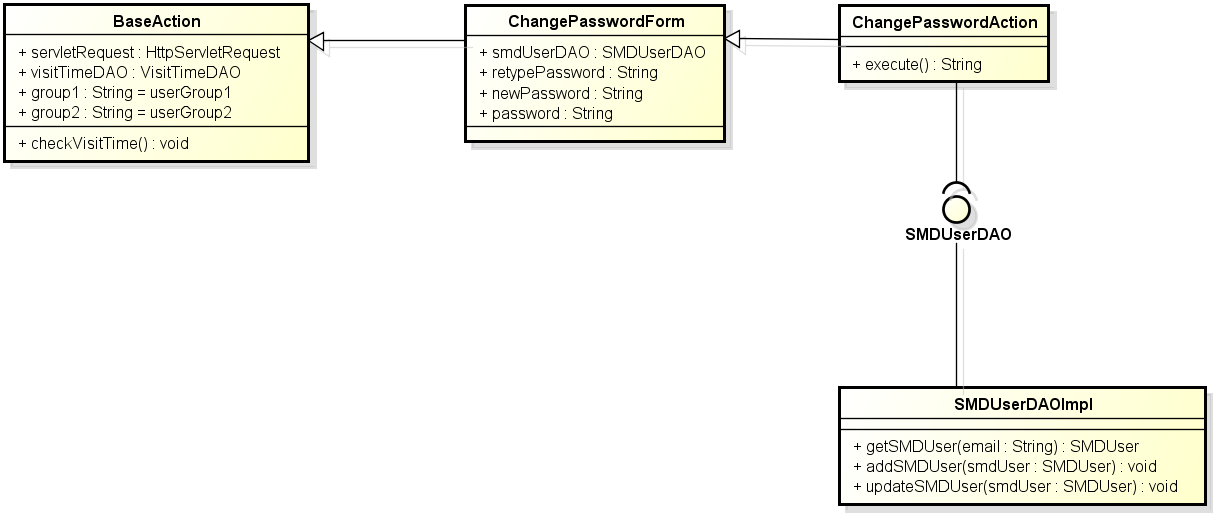 BaseAction
+ servletRequest : HttpServletRequest
+ visitTimeDAO : VisitTimeDAO
+ group1 : String = userGroup1
+ group2 : String = userGroup2
+ checkVisitTime() : void
ChangePasswordForm
+ smdUserDAO : SMDUserDAO
+ retypePassword : String
+ newPassword : String
+ password : String
ChangePasswordAction
+ execute() : String
SMDUserDAO
SMDUserDAOImpl
+ getSMDUser(email : String) : SMDUser
+ addSMDUser(smdUser : SMDUser) : void
+ updateSMDUser(smdUser : SMDUser) : void